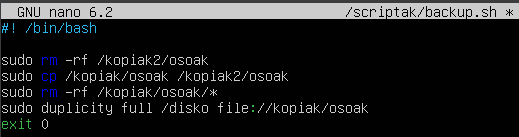 GNU nano 6.2 /scriptak/backup.sh *
#! /bin/bash
sudo rm -rf /kopiak2/osoak
sudo cp /kopiak/osoak /kopiak2/osoak
sudo rm -rf /kopiak/osoak/*
sudo duplicity full /disko file://kopiak/osoak
exit 0